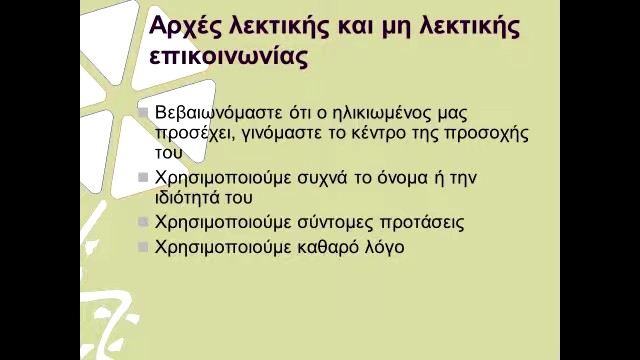 Αρχές λεκτικής και μη λεκτικής
επικοινωνίας
Βεβαιωνόμαστε ότι ο ηλικιωμένος μας
προσέχει, γινόμαστε το κέντρο της προσοχής
του
Χρησιμοποιούμε συχνά το όνομα ή την
ιδιότητά του
Χρησιμοποιούμε σύντομες προτάσεις
Χρησιμοποιούμε καθαρό λόγο